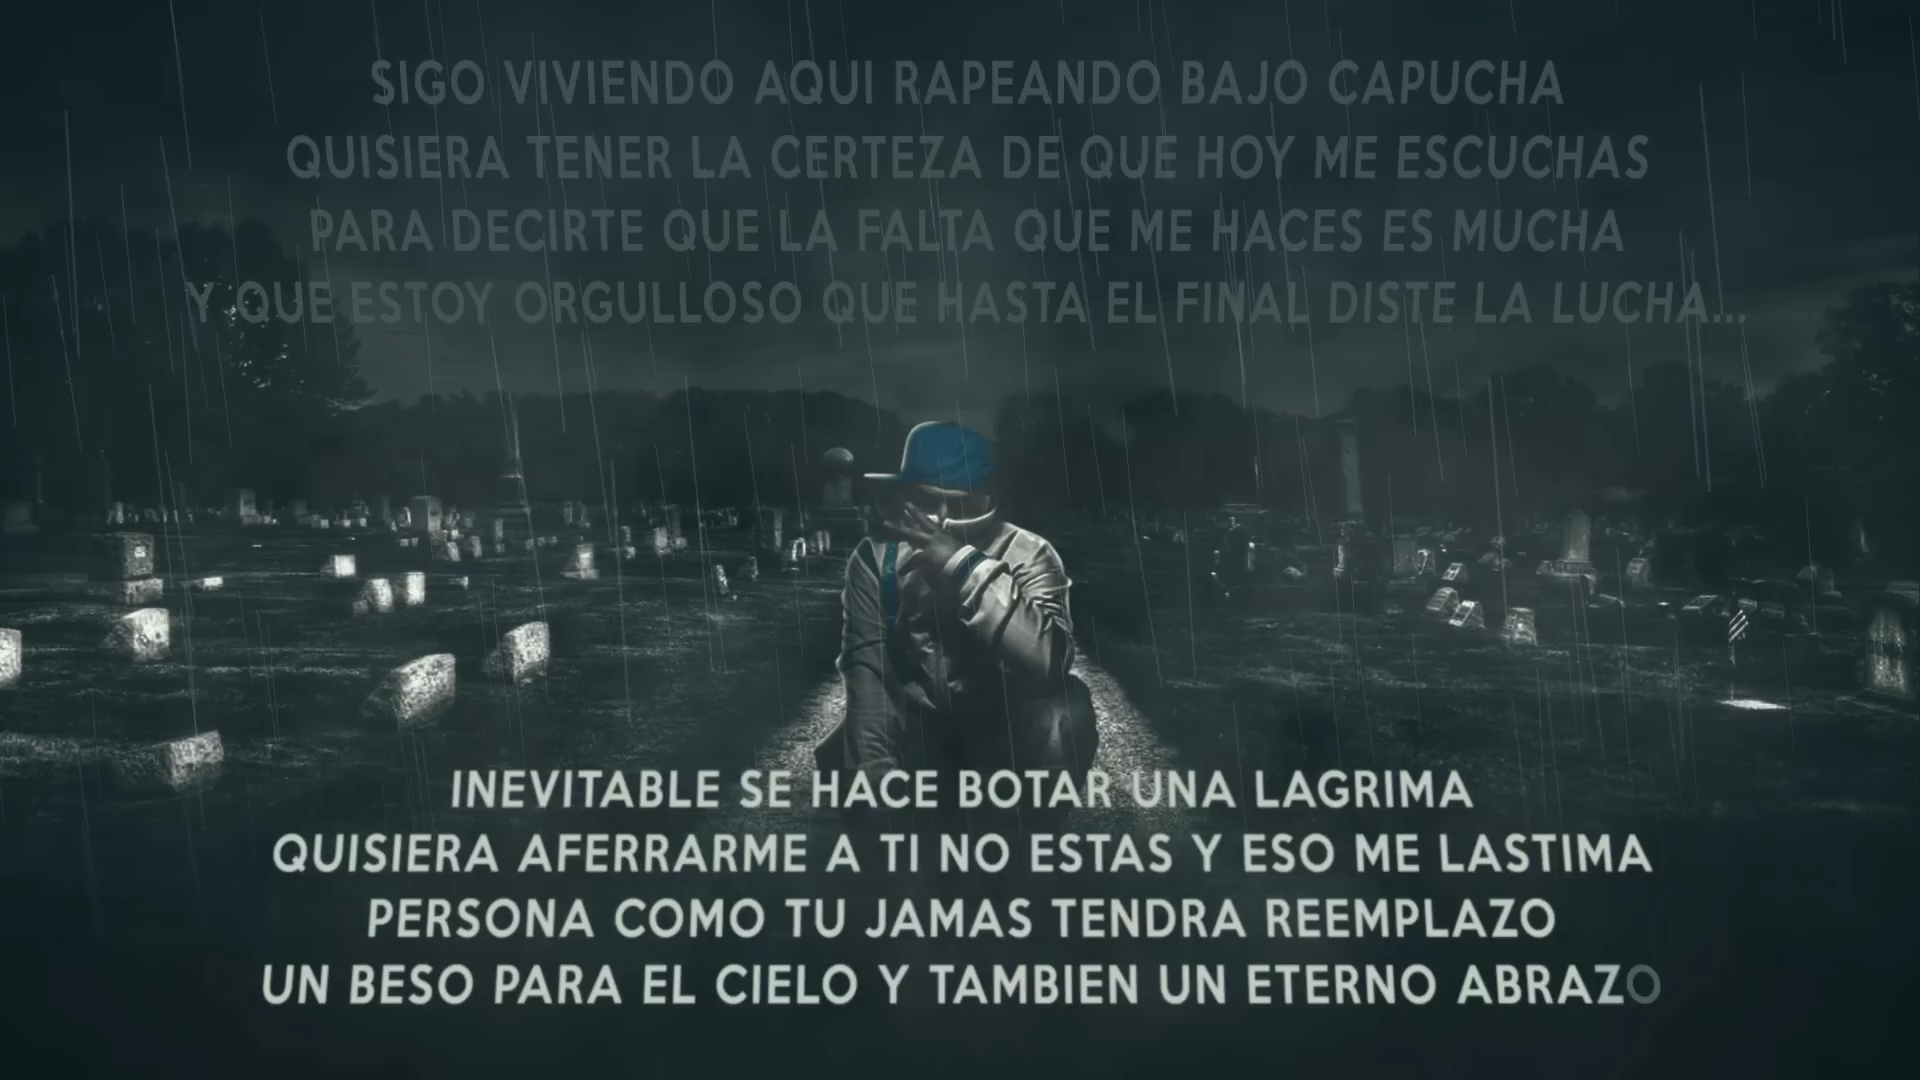 SIGO VIVIENDO AQUI RAPEANDO BAJO CAPUCHA
QUISIERA TENER LA CERTEZA DE QUE HOY ME ESCUCHAS
PARA DECIRTE QUE LA FALTA QUE ME HACES ES MUCHA
Y QUE ESTOY ORGULLOSO QUE HASTA EL FINAL DISTE LA LUCHA...
INEVITABLE SE HACE BOTAR UNA LAGRIMA
QUISIERA AFERRARME A TI NO ESTAS Y ESO ME LASTIMA
PERSONA COMO TU JAMAS TENDRA REEMPLAZO
UN BESO PARA EL CIELO Y TAMBIEN UN ETERNO ABRAZO